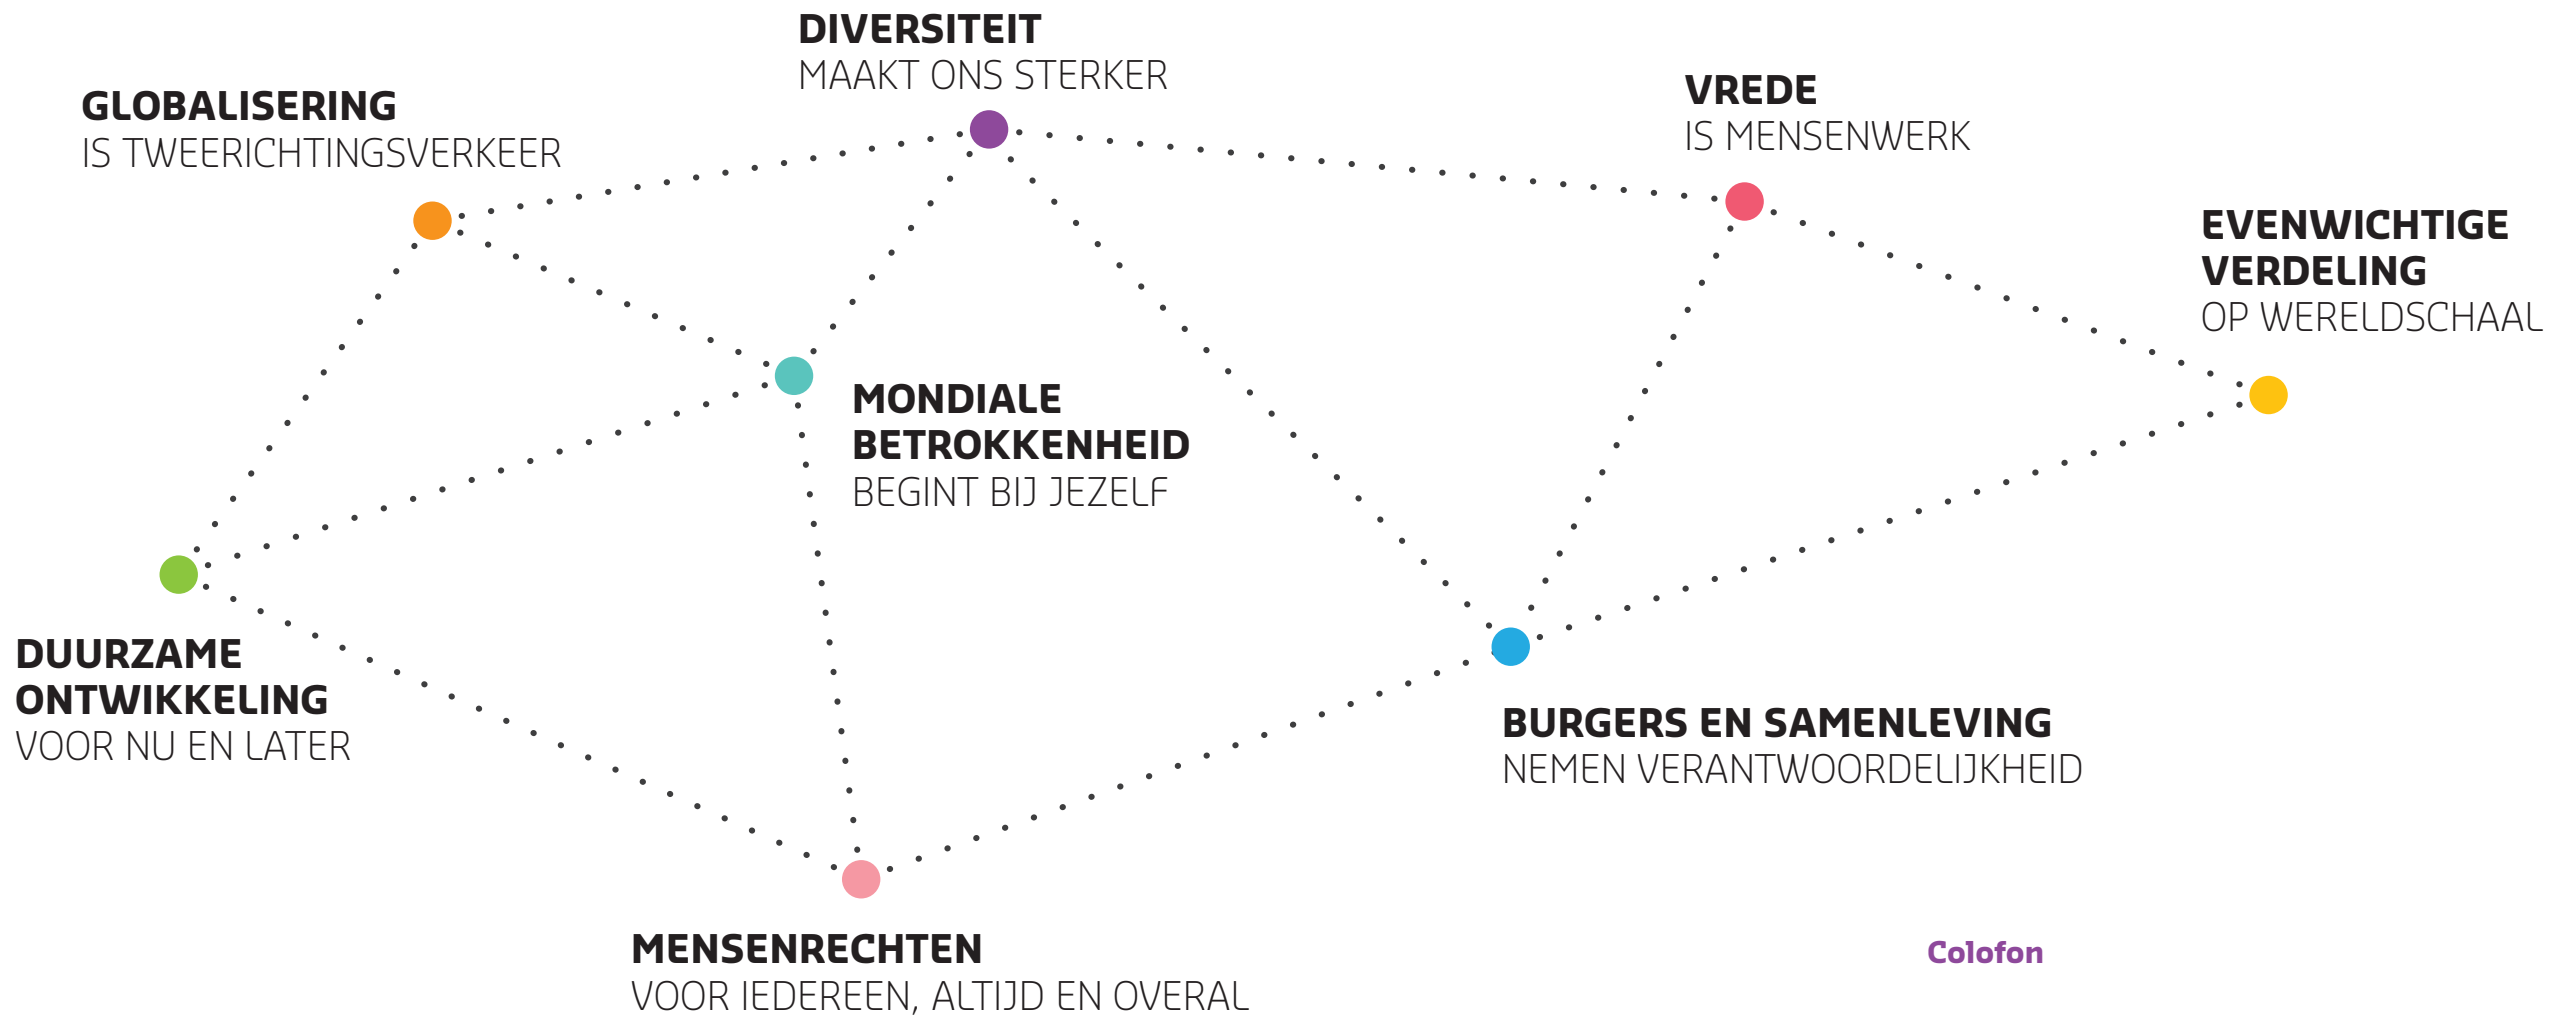 DIVERSITEIT
MAAKT ONS STERKER
GLOBALISERING
IS TWEERICHTINGSVERKEER
VREDE
IS MENSENWERK
EVENWICHTIGE
VERDELING
OP WERELDSCHAAL
MONDIALE
BETROKKENHEID
BEGINT BIJ JEZELF
DUURZAME
ONTWIKKELING
VOOR NU EN LATER
BURGERS EN SAMENLEVING
NEMEN VERANTWOORDELIJKHEID
MENSENRECHTEN
VOOR IEDEREEN, ALTIJD EN OVERAL
Colofon